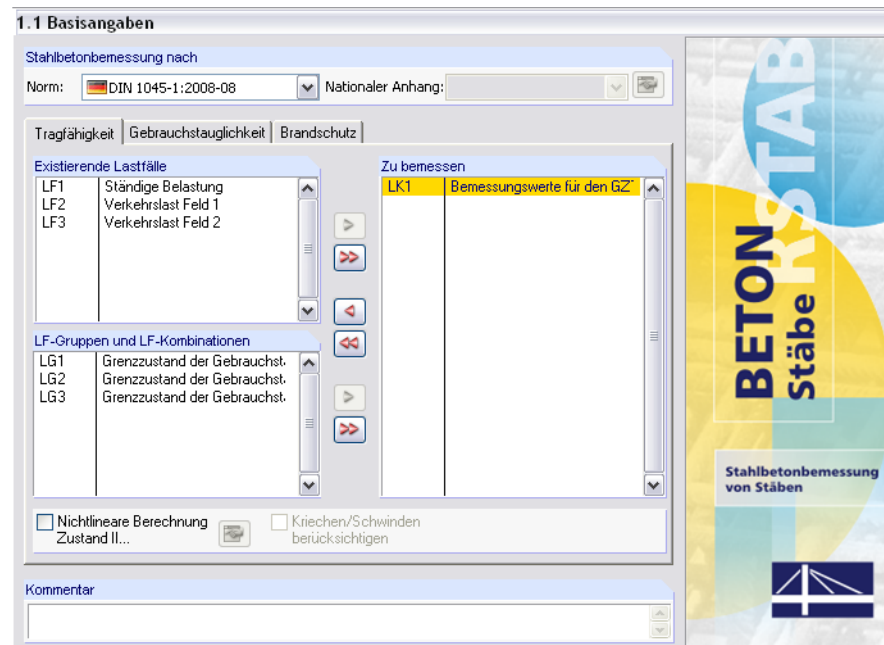 1.1 Basisangaben
Stahlbetonbemessung nach
Norm: DIN 1045-1:2008-08 Nationaler Anhang:
Tragfähigkeit Gebrauchstauglichkeit Brandschutz
Existierende Lastfälle
LF1 Ständige Belastung
LF2 Verkehrslast Feld 1
LF3 Verkehrslast Feld 2
LF-Gruppen und LF-Kombinationen
LG1 Grenzzustand der Gebrauchst
LG2 Grenzzustand der Gebrauchst
LG3 Grenzzustand der Gebrauchst
Zu bemessen
LK1 Bemessungswerte für den GZT
Nichtlineare Berechnung
Zustand II...
Kriechen/Schwinden
berücksichtigen
Kommentar
RSTAB
BETON
Stäbe
Stahlbetonbemessung
von Stäben